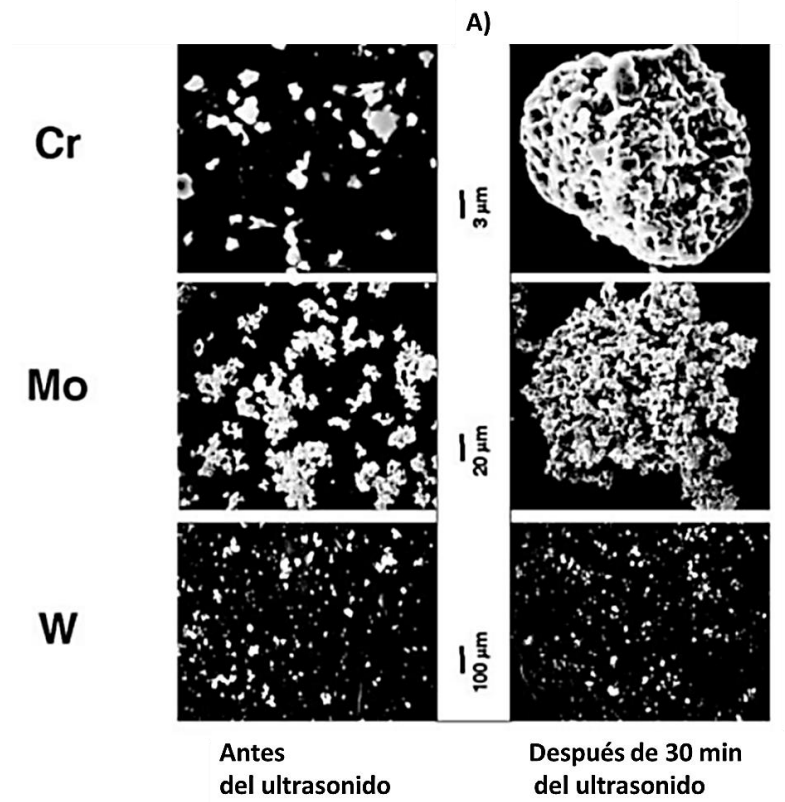 A)
Cr
3 µm
Mo
20 µm
W
100 µm
Antes
del ultrasonido
Después de 30 min
del ultrasonido